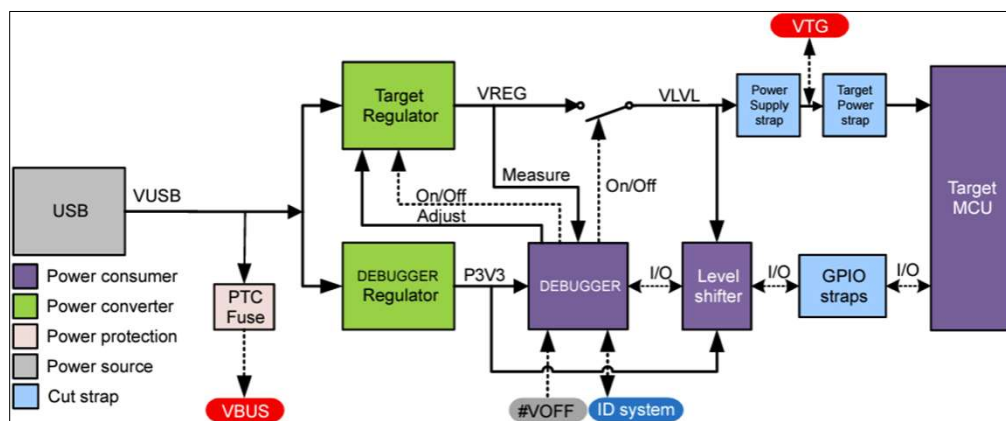 VTG
Target
Regulator
VREG
VLVL
Power
Supply
strap
Target
Power
strap
Target
MCU
USB
VUSB
Measure
On/Off
On/Off
Adjust
DEBUGGER
Regulator
P3V3
DEBUGGER
I/O
Level
shifter
I/O
GPIO
straps
I/O
PTC
Fuse
VBUS
#VOFF
ID system
Power consumer
Power converter
Power protection
Power source
Cut strap